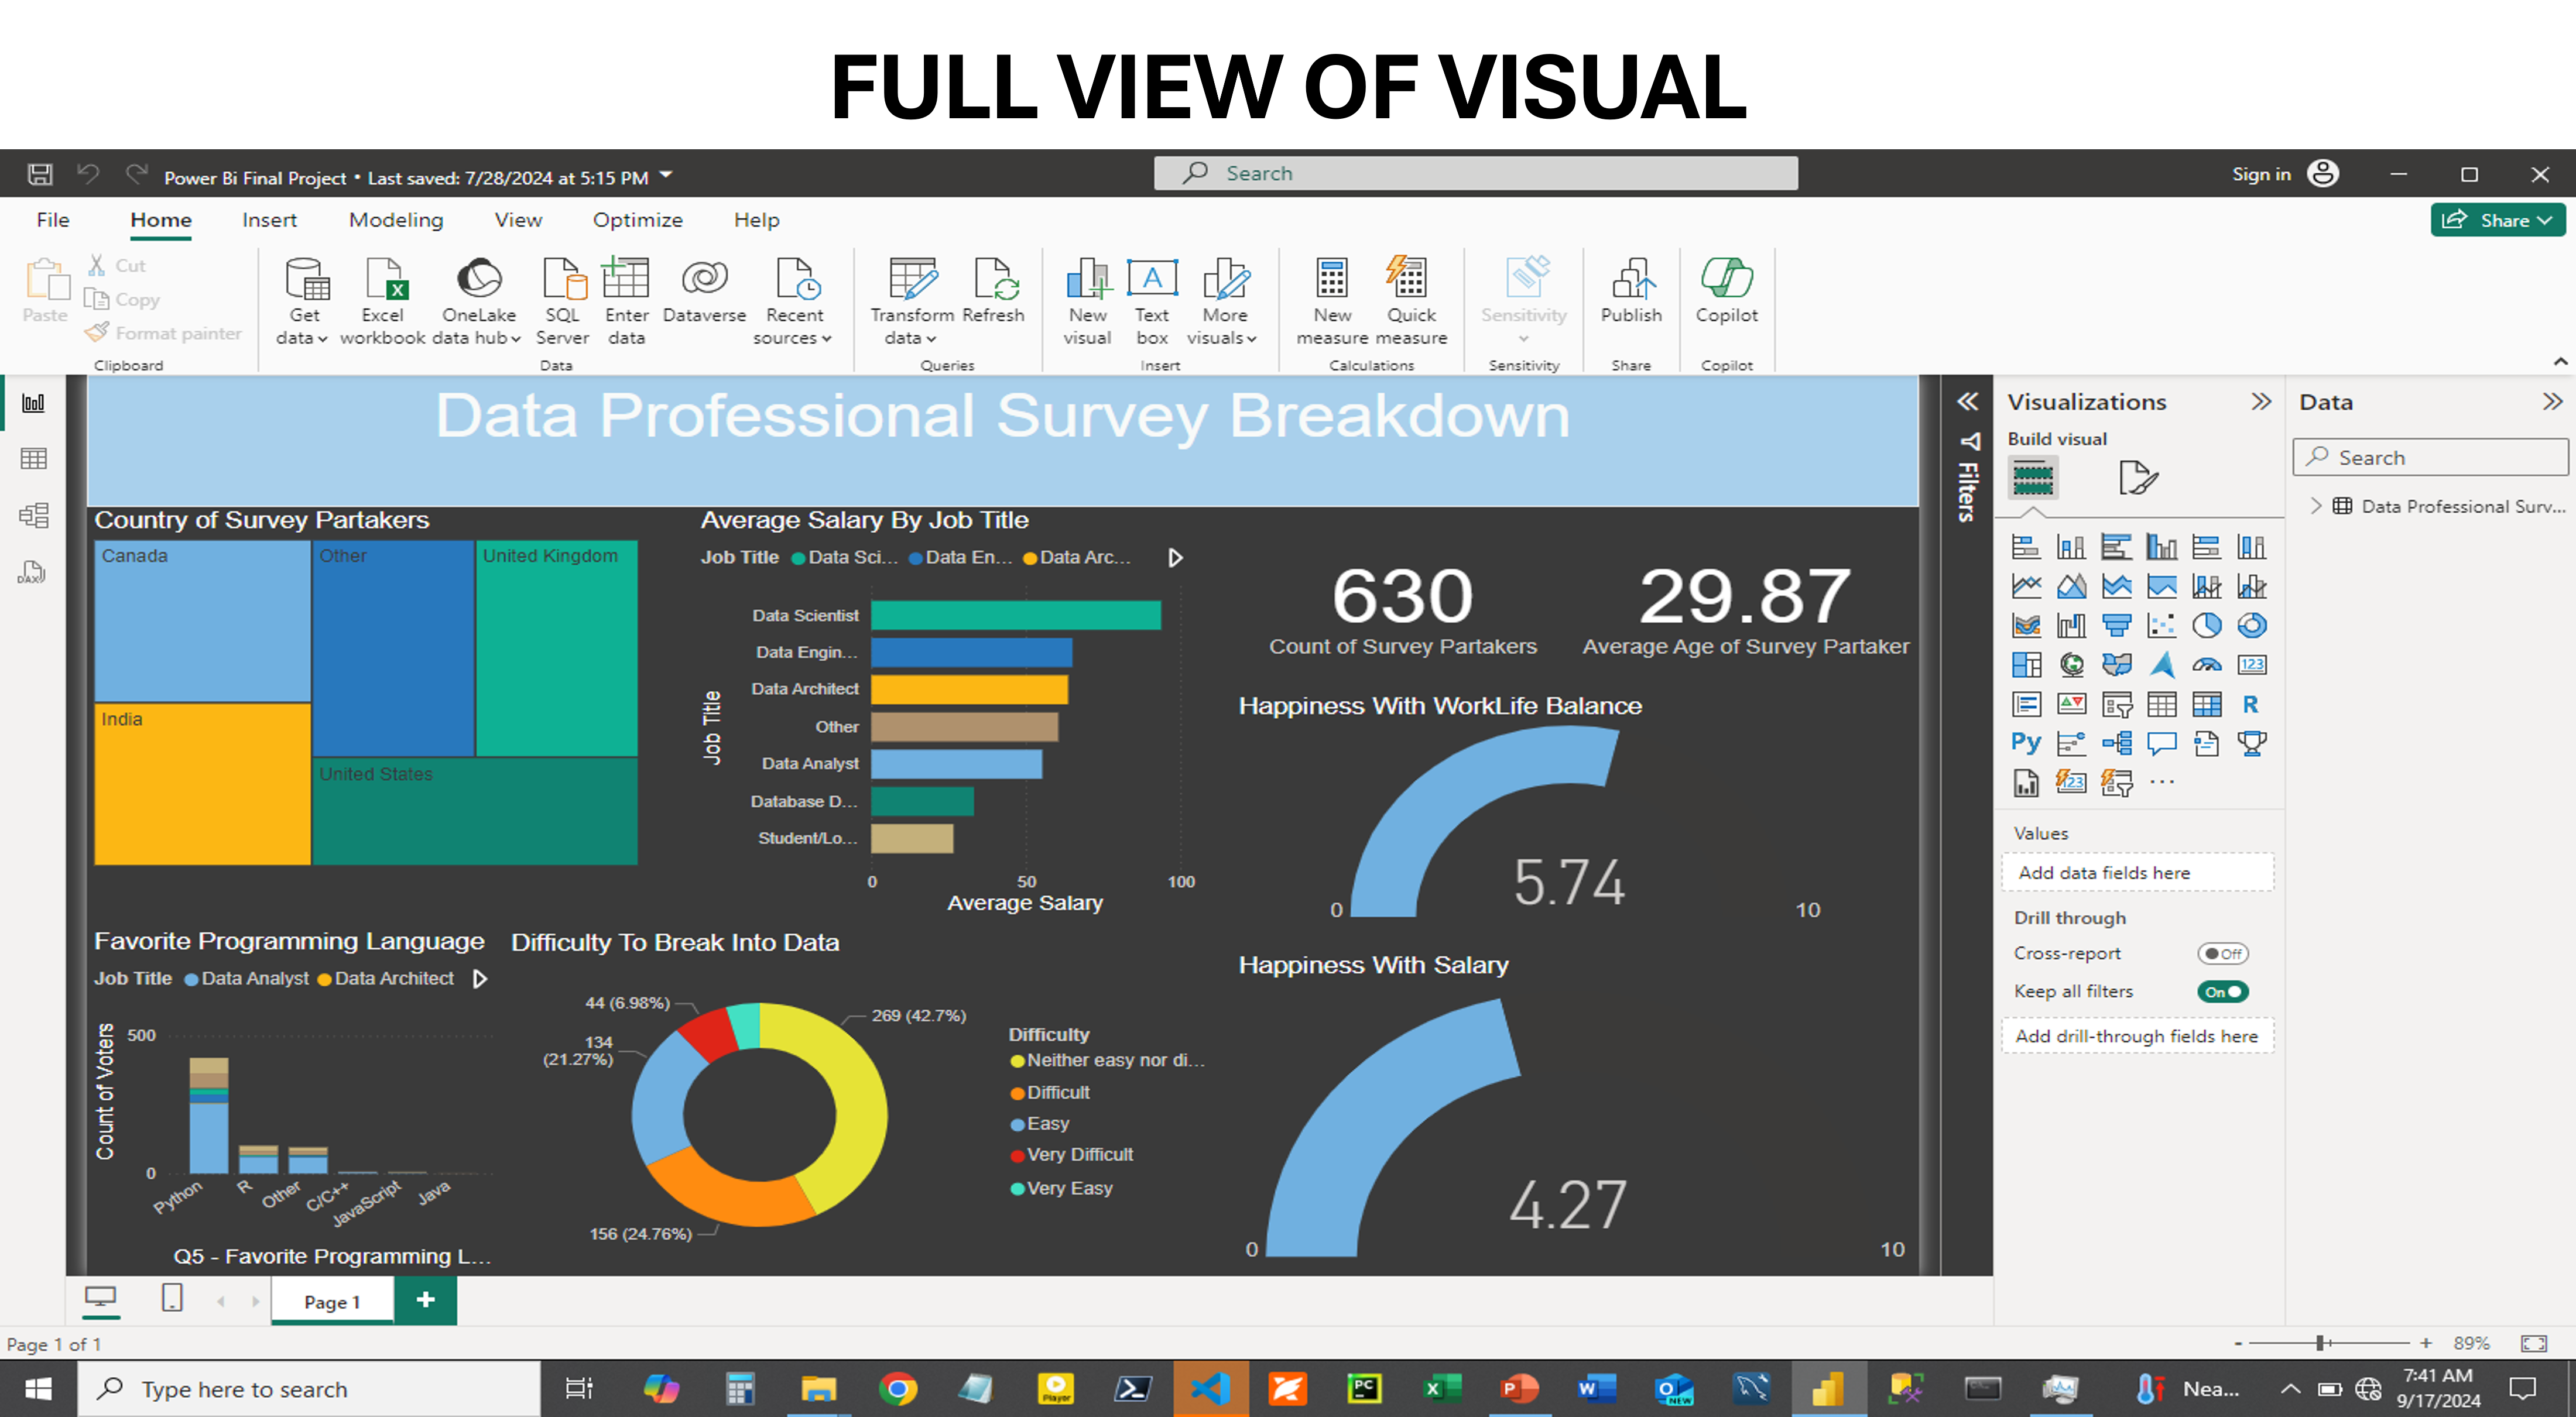 FULL VIEW OF VISUAL
Power Bi Final Project • Last saved: 7/28/2024 at 5:15 PM
Search
Sign in
File Home Insert Modeling View Optimize Help
Share
Paste
Cut
Copy
Format painter
Clipboard
Get data
Excel workbook
OneLake data hub
SQL Server
Enter data
Dataverse
Recent sources
Data
Transform data
Refresh
Queries
New visual
Text box
More visuals
Insert
New measure
Quick measure
Calculations
Sensitivity
Sensitivity
Publish
Share
Copilot
Copilot
Data Professional Survey Breakdown
Country of Survey Partakers
Canada
Other
United Kingdom
India
United States
Average Salary By Job Title
Job Title Data Sci... Data En... Data Arc...
Job Title
Data Scientist
Data Engin...
Data Architect
Other
Data Analyst
Database D...
Student/Lo...
0 50 100
Average Salary
630
Count of Survey Partakers
29.87
Average Age of Survey Partaker
Happiness With WorkLife Balance
5.74
0 10
Favorite Programming Language
Job Title Data Analyst Data Architect
Count of Voters
500
0
Python R Other C/C++ JavaScript Java
Q5 - Favorite Programming L...
Difficulty To Break Into Data
44 (6.98%)
269 (42.7%)
134
(21.27%)
156 (24.76%)
Difficulty
Neither easy nor di...
Difficult
Easy
Very Difficult
Very Easy
Happiness With Salary
4.27
0 10
Filters
Visualizations
Build visual
123
R
Py
123
Values
Add data fields here
Drill through
Cross-report Off
Keep all filters On
Add drill-through fields here
Data
Search
Data Professional Surv...
DAX
Page 1
Page 1 of 1
89%
Type here to search
Nea...
7:41 AM
9/17/2024